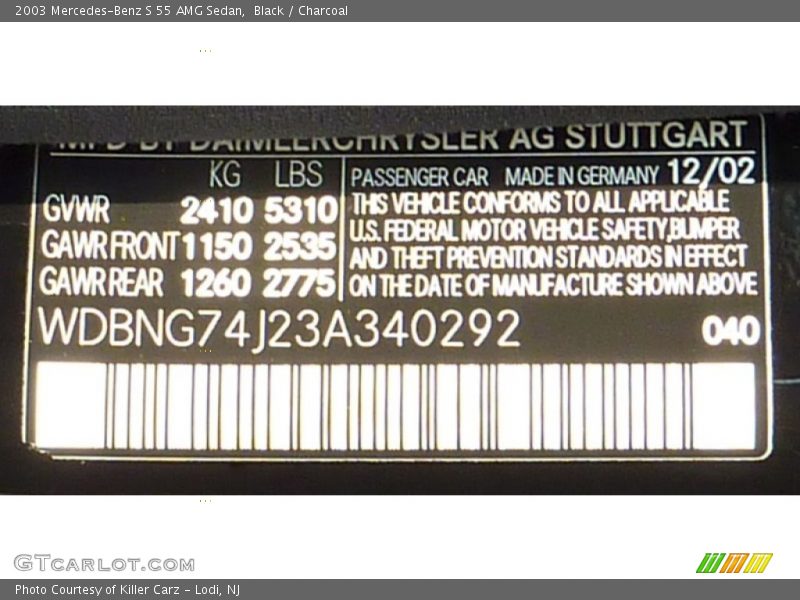 2003 Mercedes-Benz S 55 AMG Sedan, Black / Charcoal
MFD BY DAIMLERCHRYSLER AG STUTTGART
KG LBS PASSENGER CAR MADE IN GERMANY 12/02
GVWR 2410 5310 THIS VEHICLE CONFORMS TO ALL APPLICABLE
GAWR FRONT 1150 2535 U.S. FEDERAL MOTOR VEHICLE SAFETY, BUMPER
AND THEFT PREVENTION STANDARDS IN EFFECT
GAWR REAR 1260 2775 ON THE DATE OF MANUFACTURE SHOWN ABOVE
WDBNG74J23A340292 040
GTCARLOT.COM
Photo Courtesy of Killer Carz - Lodi, NJ